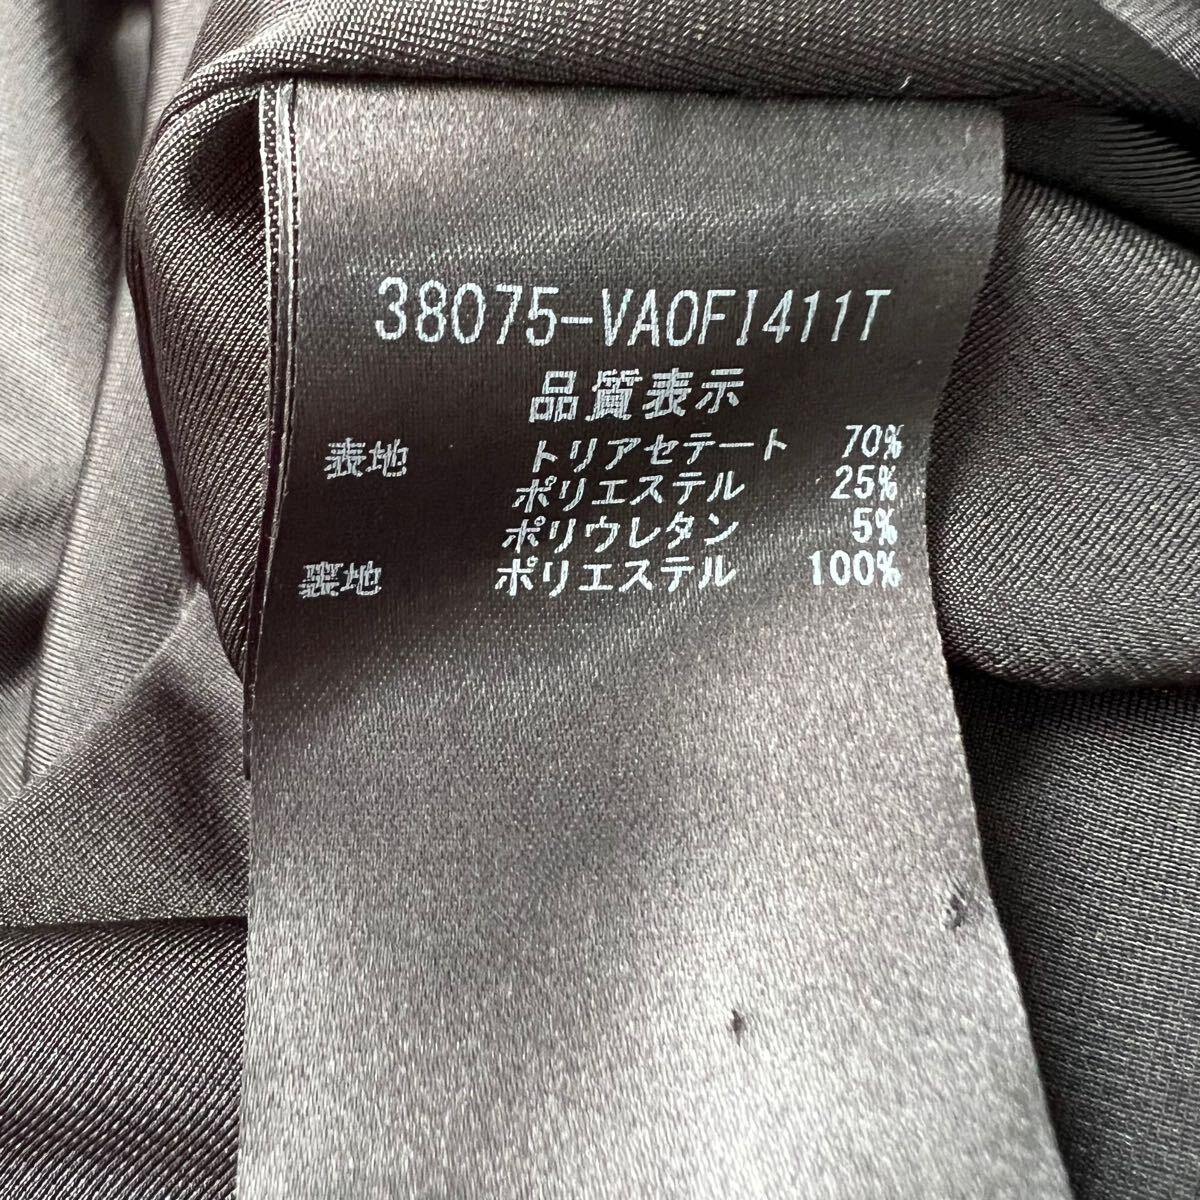 38075-VA0FI411T
品質表示
表地 トリアセテート 70%
ポリエステル 25%
ポリウレタン 5%
裏地 ポリエステル 100%